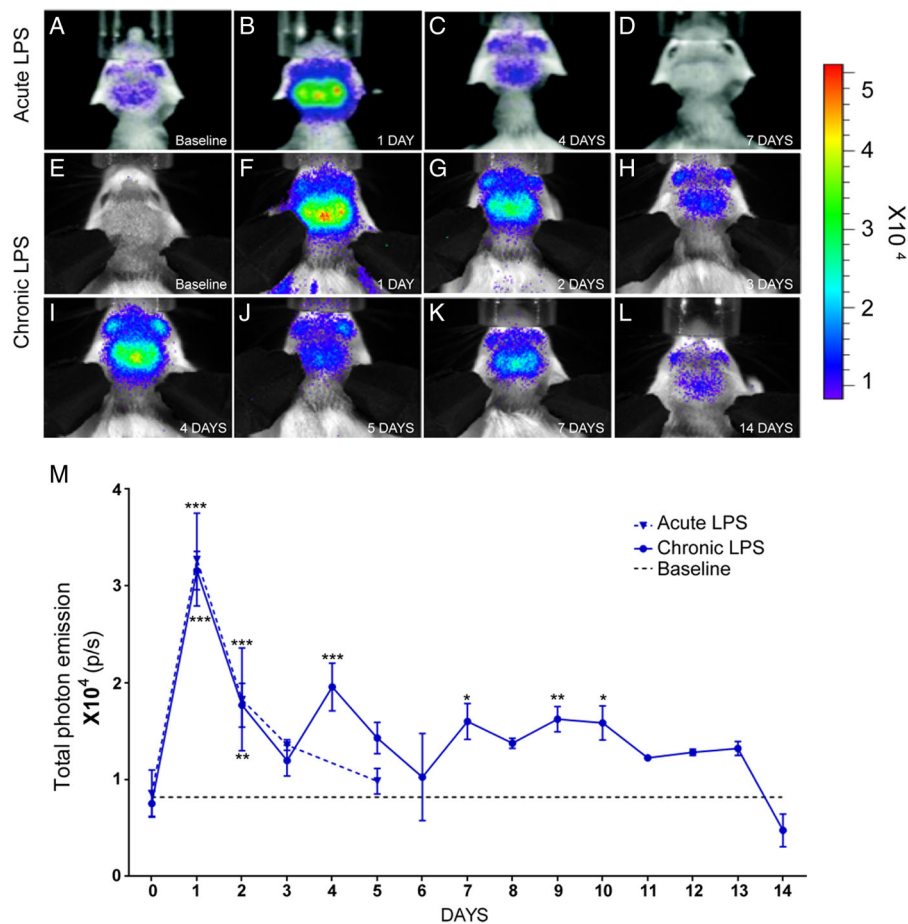 Acute LPS
A
Baseline
B
1 DAY
C
4 DAYS
D
7 DAYS
Chronic LPS
E
Baseline
F
1 DAY
G
2 DAYS
H
3 DAYS
I
4 DAYS
J
5 DAYS
K
7 DAYS
L
14 DAYS
5
4
3
2
1
X10 4
M
Total photon emission
X10⁴ (p/s)
4
3
2
1
0
***
***
***
**
***
*
**
*
Acute LPS
Chronic LPS
Baseline
0 1 2 3 4 5 6 7 8 9 10 11 12 13 14
DAYS